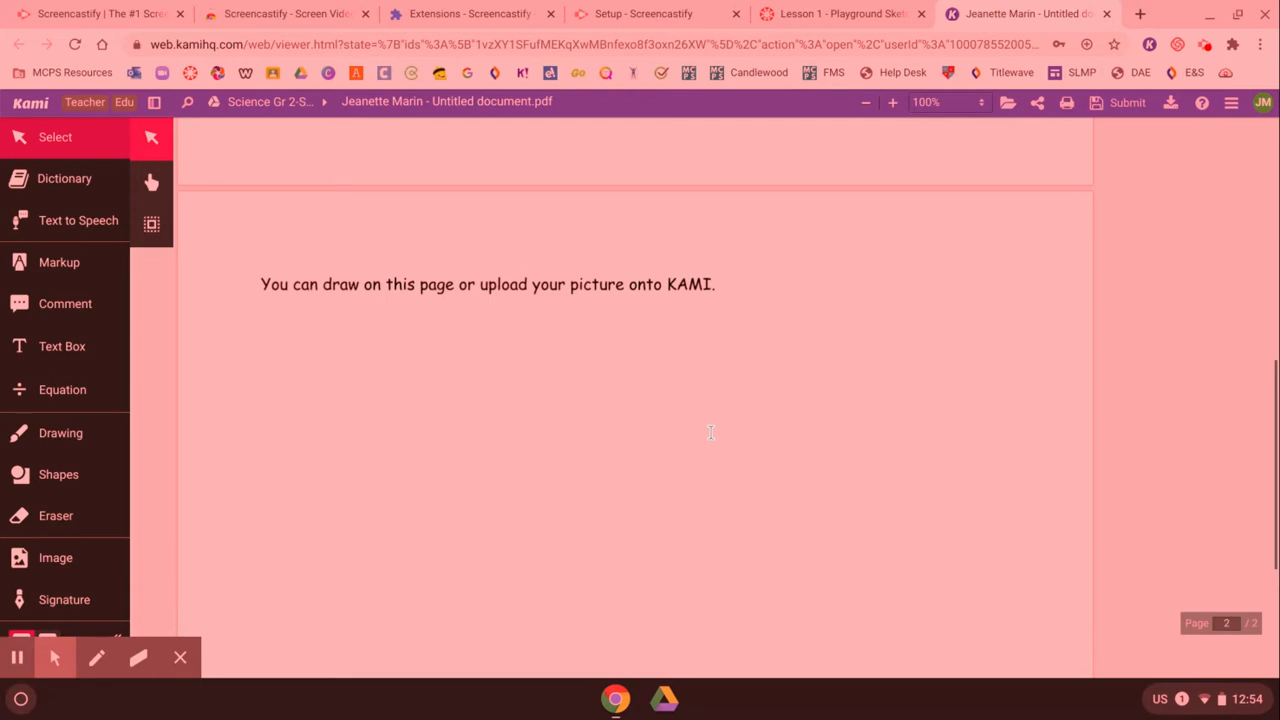 Screencastify | The #1 Scree
Screencastify - Screen Vide
Extensions - Screencastify
Setup - Screencastify
Lesson 1 - Playground Sket
Jeanette Marin - Untitled do
web.kamihq.com/web/viewer.html?state=%7B"ids"%3A%5B"1vzXY1SFufMEKqXwMBnfexo8f3oxn26XW"%5D%2C"action"%3A"open"%2C"userId"%3A"100078552005...
MCPS Resources
Candlewood
FMS
Help Desk
Titlewave
SLMP
DAE
E&S
Kami Teacher Edu
Science Gr 2-S...
Jeanette Marin - Untitled document.pdf
100%
Submit
JM
Select
Dictionary
Text to Speech
Markup
Comment
Text Box
Equation
Drawing
Shapes
Eraser
Image
Signature
You can draw on this page or upload your picture onto KAMI.
Page 2 / 2
US 1 12:54